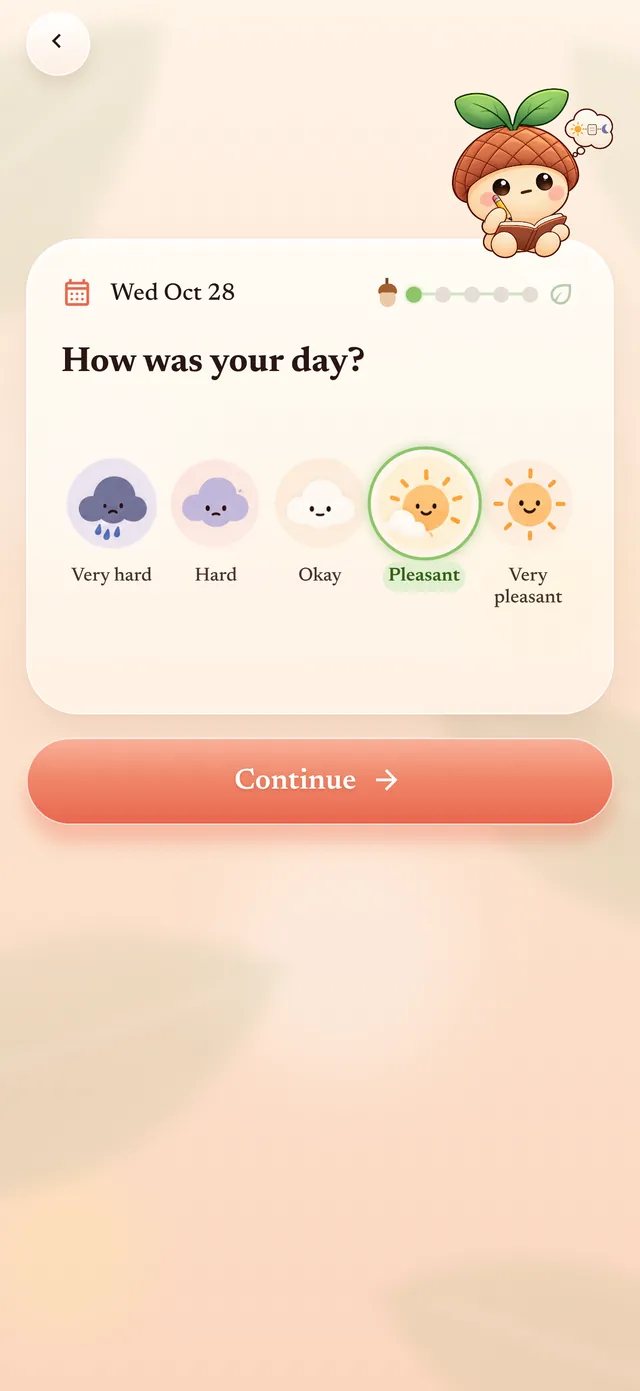 Wed Oct 28
How was your day?
Very hard
Hard
Okay
Pleasant
Very
pleasant
Continue